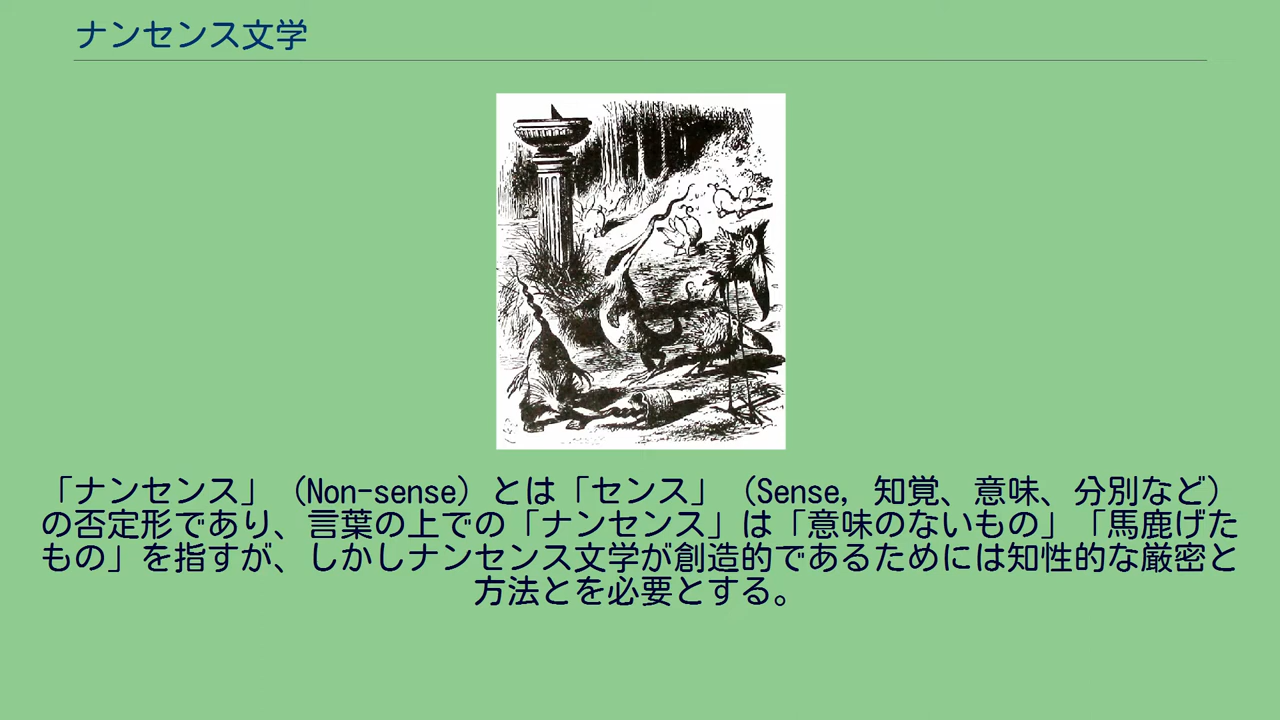 ナンセンス文学
「ナンセンス」（Non-sense）とは「センス」（Sense, 知覚、意味、分別など）
の否定形であり、言葉の上での「ナンセンス」は「意味のないもの」「馬鹿げた
もの」を指すが、しかしナンセンス文学が創造的であるためには知性的な厳密と
方法とを必要とする。